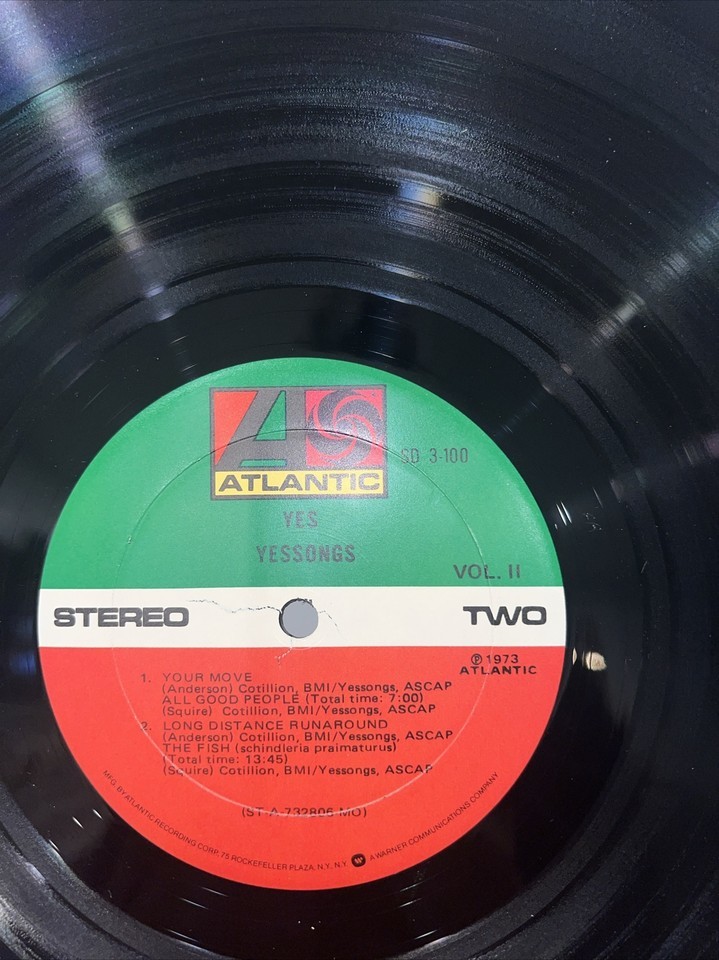 ATLANTIC
SD 3-100
YES
YESSONGS
VOL. II
STEREO
TWO
℗ 1973
ATLANTIC
1. YOUR MOVE
(Anderson) Cotillion, BMI/Yessongs, ASCAP
ALL GOOD PEOPLE (Total time: 7:00)
(Squire) Cotillion, BMI/Yessongs, ASCAP
2. LONG DISTANCE RUNAROUND
(Anderson) Cotillion, BMI/Yessongs, ASCAP
THE FISH (schindleria praimaturus)
(Total time: 13:45)
(Squire) Cotillion, BMI/Yessongs, ASCAP
(ST-A-732806-MO)
MFG. BY ATLANTIC RECORDING CORP. 75 ROCKEFELLER PLAZA, N.Y., N.Y. A WARNER COMMUNICATIONS COMPANY